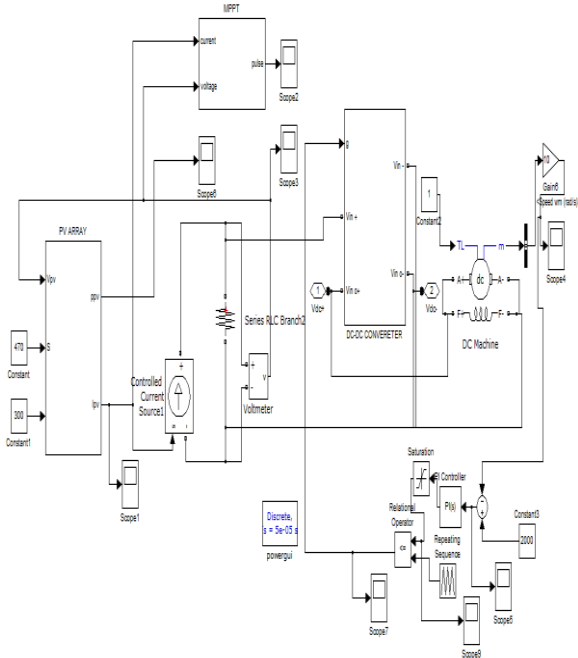 MPPT
current
pulse
voltage
Scope2
Scope3
Scope6
PV ARRAY
Vpv
ppv
S
Ipv
470
Constant
300
Constant1
Scope1
Controlled
Current
Source1
Series RLC Branch2
+
v
-
Voltmeter
g
Vin -
Vin +
Vin o-
Vin o+
DC-DC CONVERETER
1
Vdc+
2
Vdo-
1
Constant2
TL
m
A+
dc
A-
F+
F-
DC Machine
Gain6
<Speed wm (rad/s)
Scope4
Saturation
PI Controller
PI(s)
Relational
Operator
<=
Repeating
Sequence
Constant3
2000
Scope5
Scope9
Scope7
Discrete,
s = 5e-05 s
powergui